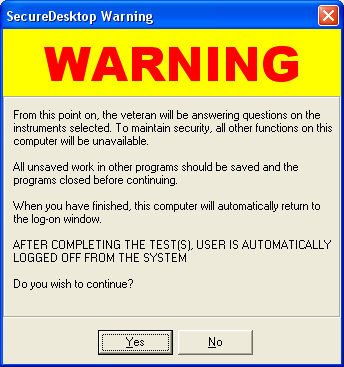 SecureDesktop Warning
WARNING
From this point on, the veteran will be answering questions on the
instruments selected. To maintain security, all other functions on this
computer will be unavailable.
All unsaved work in other programs should be saved and the
programs closed before continuing.
When you have finished, this computer will automatically return to
the log-on window.
AFTER COMPLETING THE TEST(S), USER IS AUTOMATICALLY
LOGGED OFF FROM THE SYSTEM
Do you wish to continue?
Yes
No